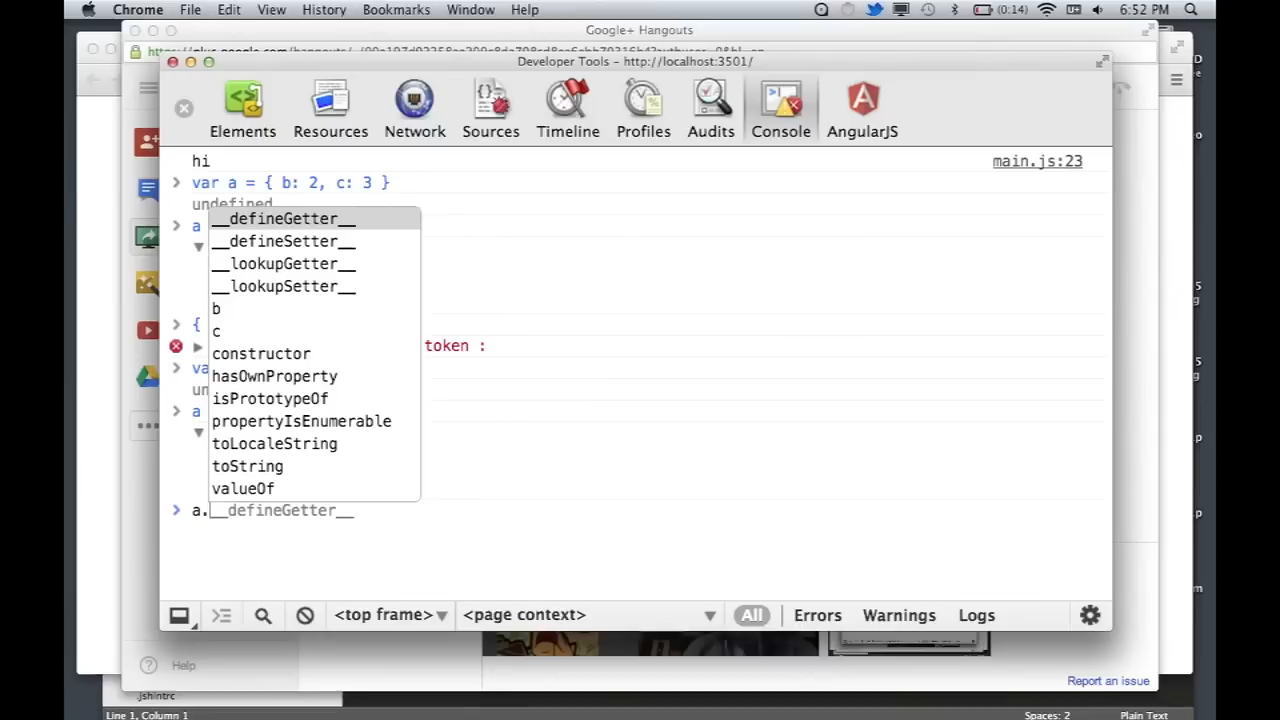 Chrome File Edit View History Bookmarks Window Help (0:14) 6:52 PM
Google+ Hangouts
Developer Tools - http://localhost:3501/
Elements Resources Network Sources Timeline Profiles Audits Console AngularJS
hi main.js:23
> var a = { b: 2, c: 3 }
undefined
> a
__defineGetter__
__defineSetter__
__lookupGetter__
__lookupSetter__
b
c
> {
constructor
token :
hasOwnProperty
> va
un
isPrototypeOf
> a
propertyIsEnumerable
toLocaleString
toString
valueOf
> a.__defineGetter__
<top frame> <page context> All Errors Warnings Logs
Help
Report an issue
.jshintrc
Line 1, Column 1 Spaces: 2 Plain Text